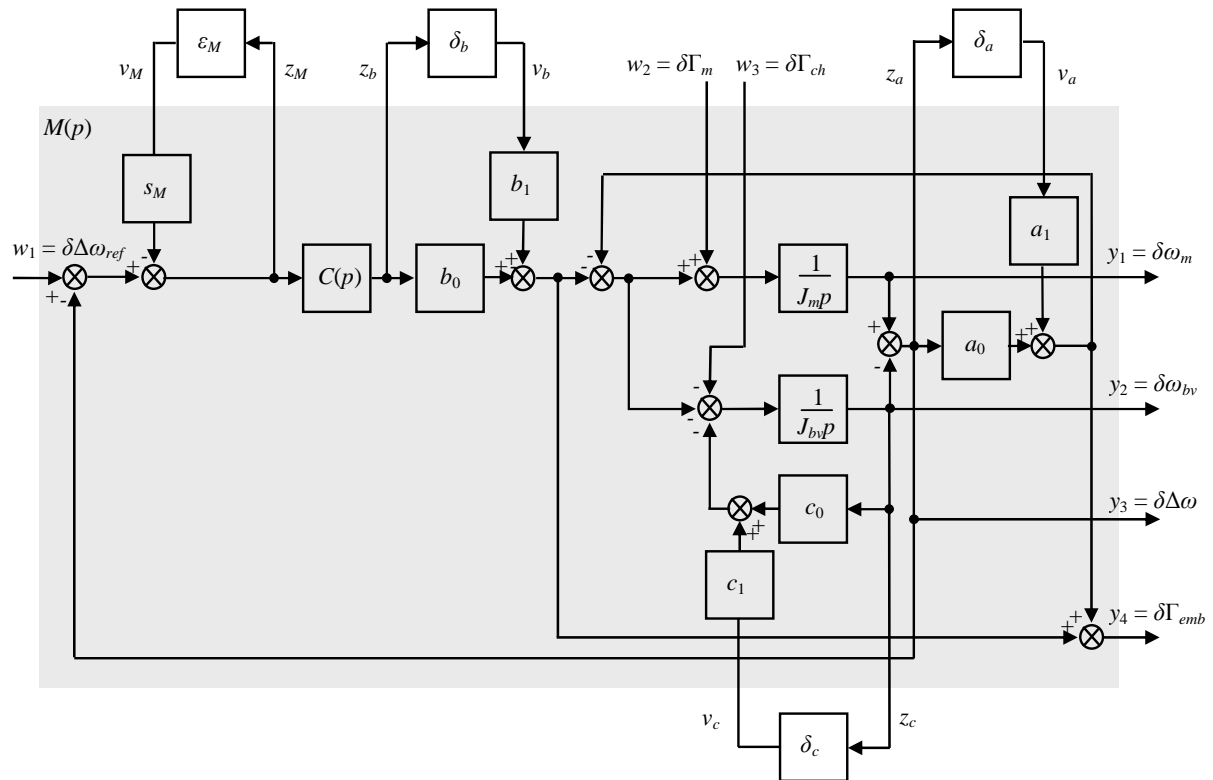 ε_M
δ_b
δ_a
v_M
z_M
z_b
v_b
w_2 = δΓ_m
w_3 = δΓ_ch
z_a
v_a
M(p)
s_M
b_1
a_1
w_1 = δΔω_ref
+ -
+ -
C(p)
b_0
+ +
- -
+ +
1
J_m p
y_1 = δω_m
+ -
a_0
+ +
- - -
1
J_bv p
y_2 = δω_bv
c_0
+ +
y_3 = δΔω
c_1
+ +
y_4 = δΓ_emb
v_c
δ_c
z_c